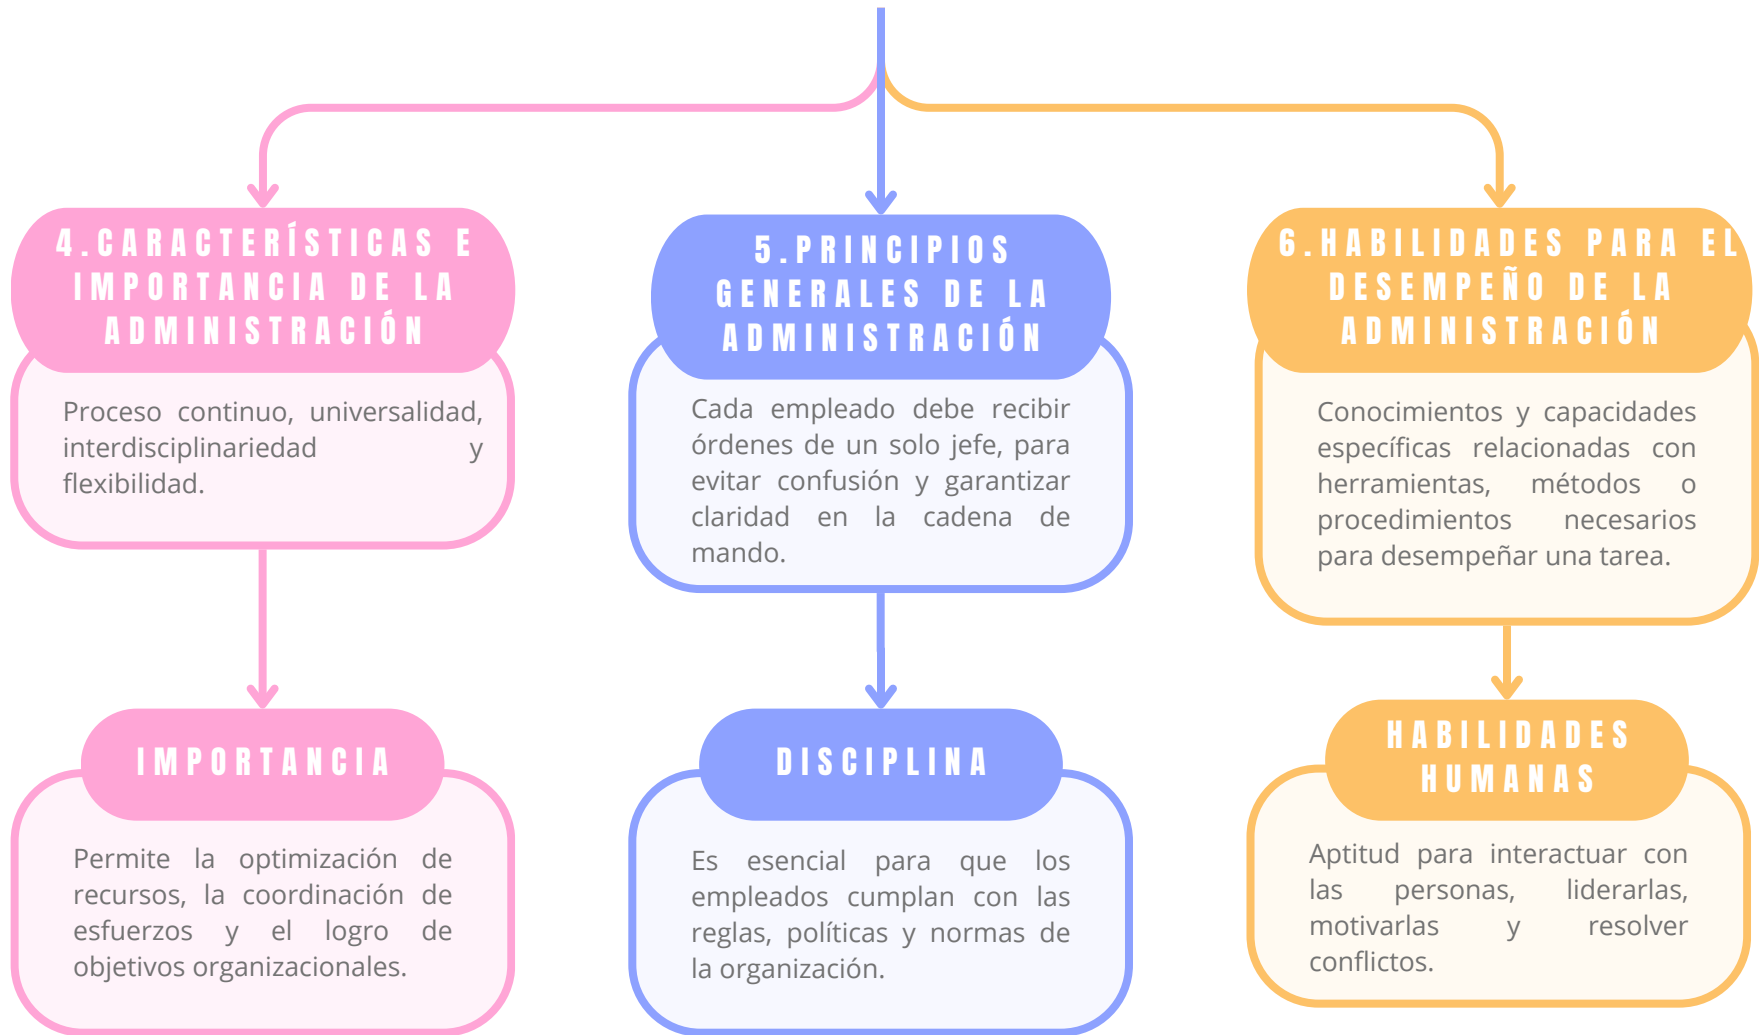 4.CARACTERÍSTICAS E
IMPORTANCIA DE LA
ADMINISTRACIÓN
Proceso continuo, universalidad,
interdisciplinariedad y
flexibilidad.
IMPORTANCIA
Permite la optimización de
recursos, la coordinación de
esfuerzos y el logro de
objetivos organizacionales.
5.PRINCIPIOS
GENERALES DE LA
ADMINISTRACIÓN
Cada empleado debe recibir
órdenes de un solo jefe, para
evitar confusión y garantizar
claridad en la cadena de
mando.
DISCIPLINA
Es esencial para que los
empleados cumplan con las
reglas, políticas y normas de
la organización.
6.HABILIDADES PARA EL
DESEMPEÑO DE LA
ADMINISTRACIÓN
Conocimientos y capacidades
específicas relacionadas con
herramientas, métodos o
procedimientos necesarios
para desempeñar una tarea.
HABILIDADES
HUMANAS
Aptitud para interactuar con
las personas, liderarlas,
motivarlas y resolver
conflictos.